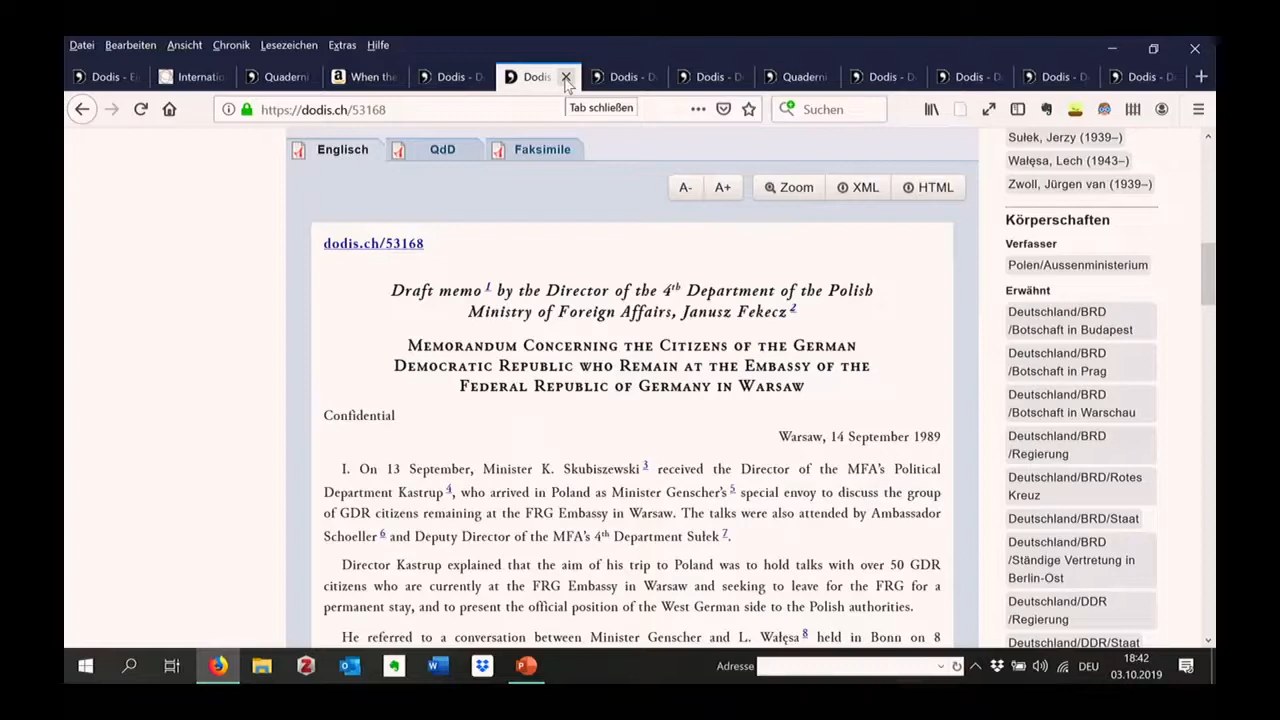 Datei Bearbeiten Ansicht Chronik Lesezeichen Extras Hilfe
Dodis - E Internatio Quaderni When the Dodis - D Dodis Dodis - D Dodis - D Quaderni Dodis - D Dodis - D Dodis - D Dodis - D
https://dodis.ch/53168 Tab schließen Suchen
Englisch QdD Faksimile
A- A+ Zoom XML HTML
dodis.ch/53168
Draft memo 1 by the Director of the 4th Department of the Polish
Ministry of Foreign Affairs, Janusz Fekecz 2
Memorandum Concerning the Citizens of the German
Democratic Republic who Remain at the Embassy of the
Federal Republic of Germany in Warsaw
Confidential
Warsaw, 14 September 1989
I. On 13 September, Minister K. Skubiszewski 3 received the Director of the MFA's Political
Department Kastrup 4, who arrived in Poland as Minister Genscher's 5 special envoy to discuss the group
of GDR citizens remaining at the FRG Embassy in Warsaw. The talks were also attended by Ambassador
Schoeller 6 and Deputy Director of the MFA's 4th Department Sułek 7.
Director Kastrup explained that the aim of his trip to Poland was to hold talks with over 50 GDR
citizens who are currently at the FRG Embassy in Warsaw and seeking to leave for the FRG for a
permanent stay, and to present the official position of the West German side to the Polish authorities.
He referred to a conversation between Minister Genscher and L. Wałęsa 8 held in Bonn on 8
Sułek, Jerzy (1939–)
Wałęsa, Lech (1943–)
Zwoll, Jürgen van (1939–)
Körperschaften
Verfasser
Polen/Aussenministerium
Erwähnt
Deutschland/BRD
/Botschaft in Budapest
Deutschland/BRD
/Botschaft in Prag
Deutschland/BRD
/Botschaft in Warschau
Deutschland/BRD
/Regierung
Deutschland/BRD/Rotes
Kreuz
Deutschland/BRD/Staat
Deutschland/BRD
/Ständige Vertretung in
Berlin-Ost
Deutschland/DDR
/Regierung
Deutschland/DDR/Staat
Adresse DEU 18:42
03.10.2019